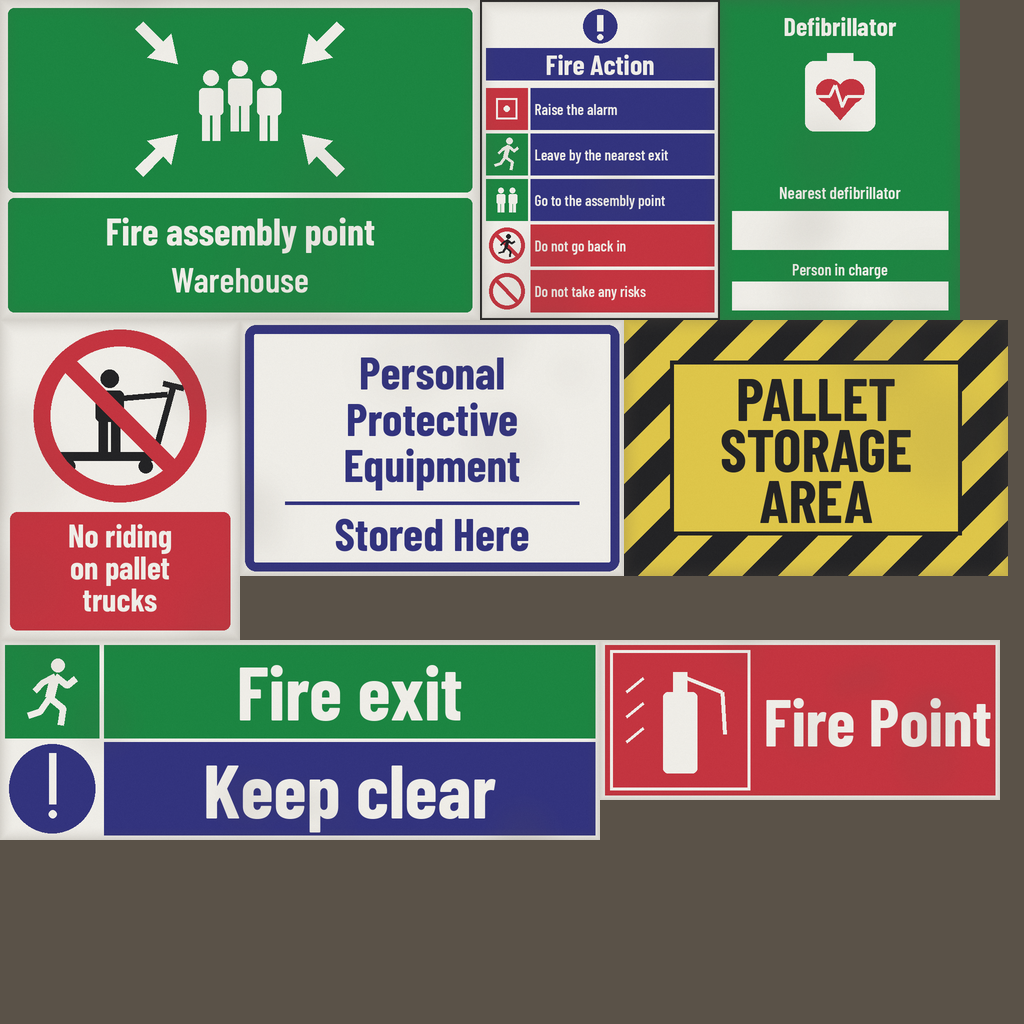 Fire assembly point
Warehouse
Fire Action
Raise the alarm
Leave by the nearest exit
Go to the assembly point
Do not go back in
Do not take any risks
Defibrillator
Nearest defibrillator
Person in charge
No riding
on pallet
trucks
Personal
Protective
Equipment
Stored Here
PALLET
STORAGE
AREA
Fire exit
Keep clear
Fire Point